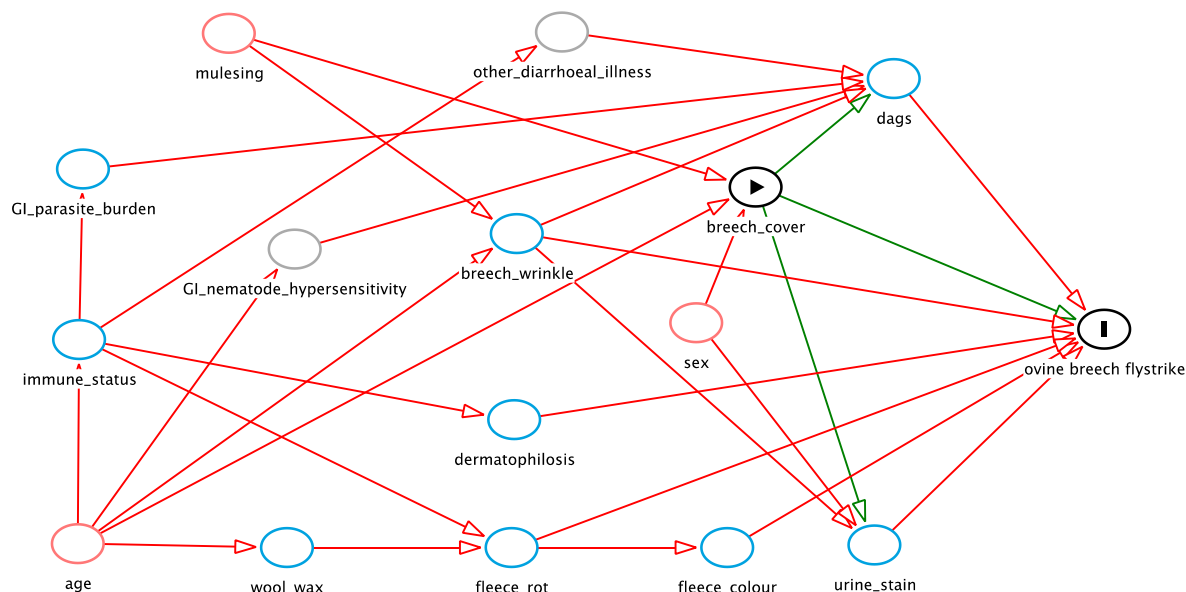 mulesing
other_diarrhoeal_illness
dags
GI_parasite_burden
breech_cover
GI_nematode_hypersensitivity
breech_wrinkle
sex
ovine breech flystrike
immune_status
dermatophilosis
age
wool_wax
fleece_rot
fleece_colour
urine_stain